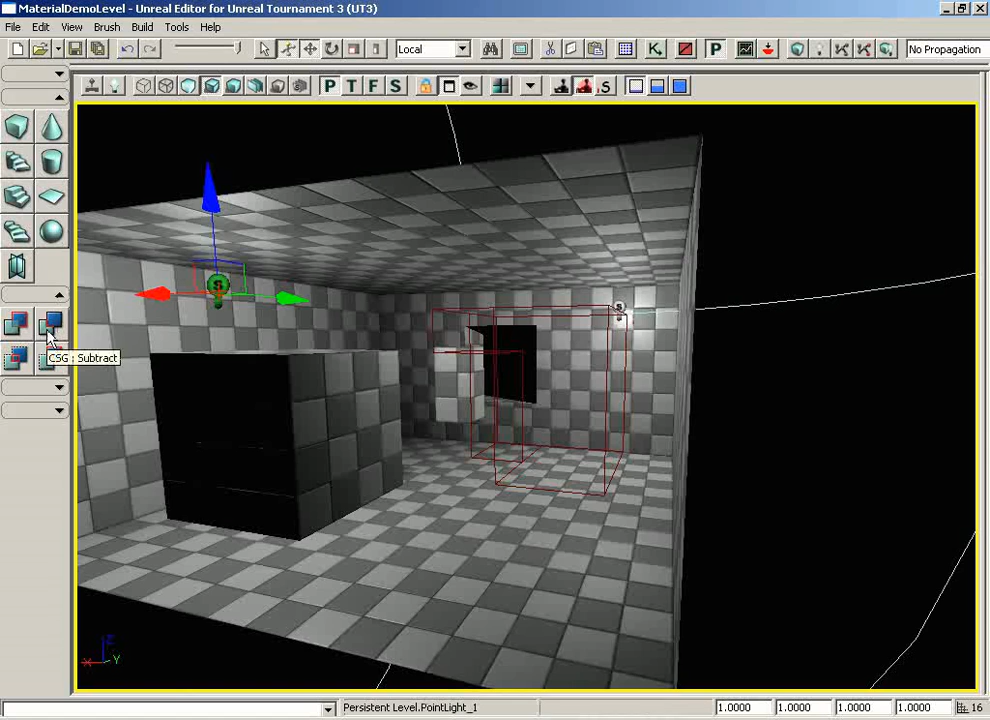 MaterialDemoLevel - Unreal Editor for Unreal Tournament 3 (UT3)
File Edit View Brush Build Tools Help
Local P No Propagation
P T F S S
S
S
CSG : Subtract
Z
X Y
Persistent Level.PointLight_1 1.0000 1.0000 1.0000 1.0000 16